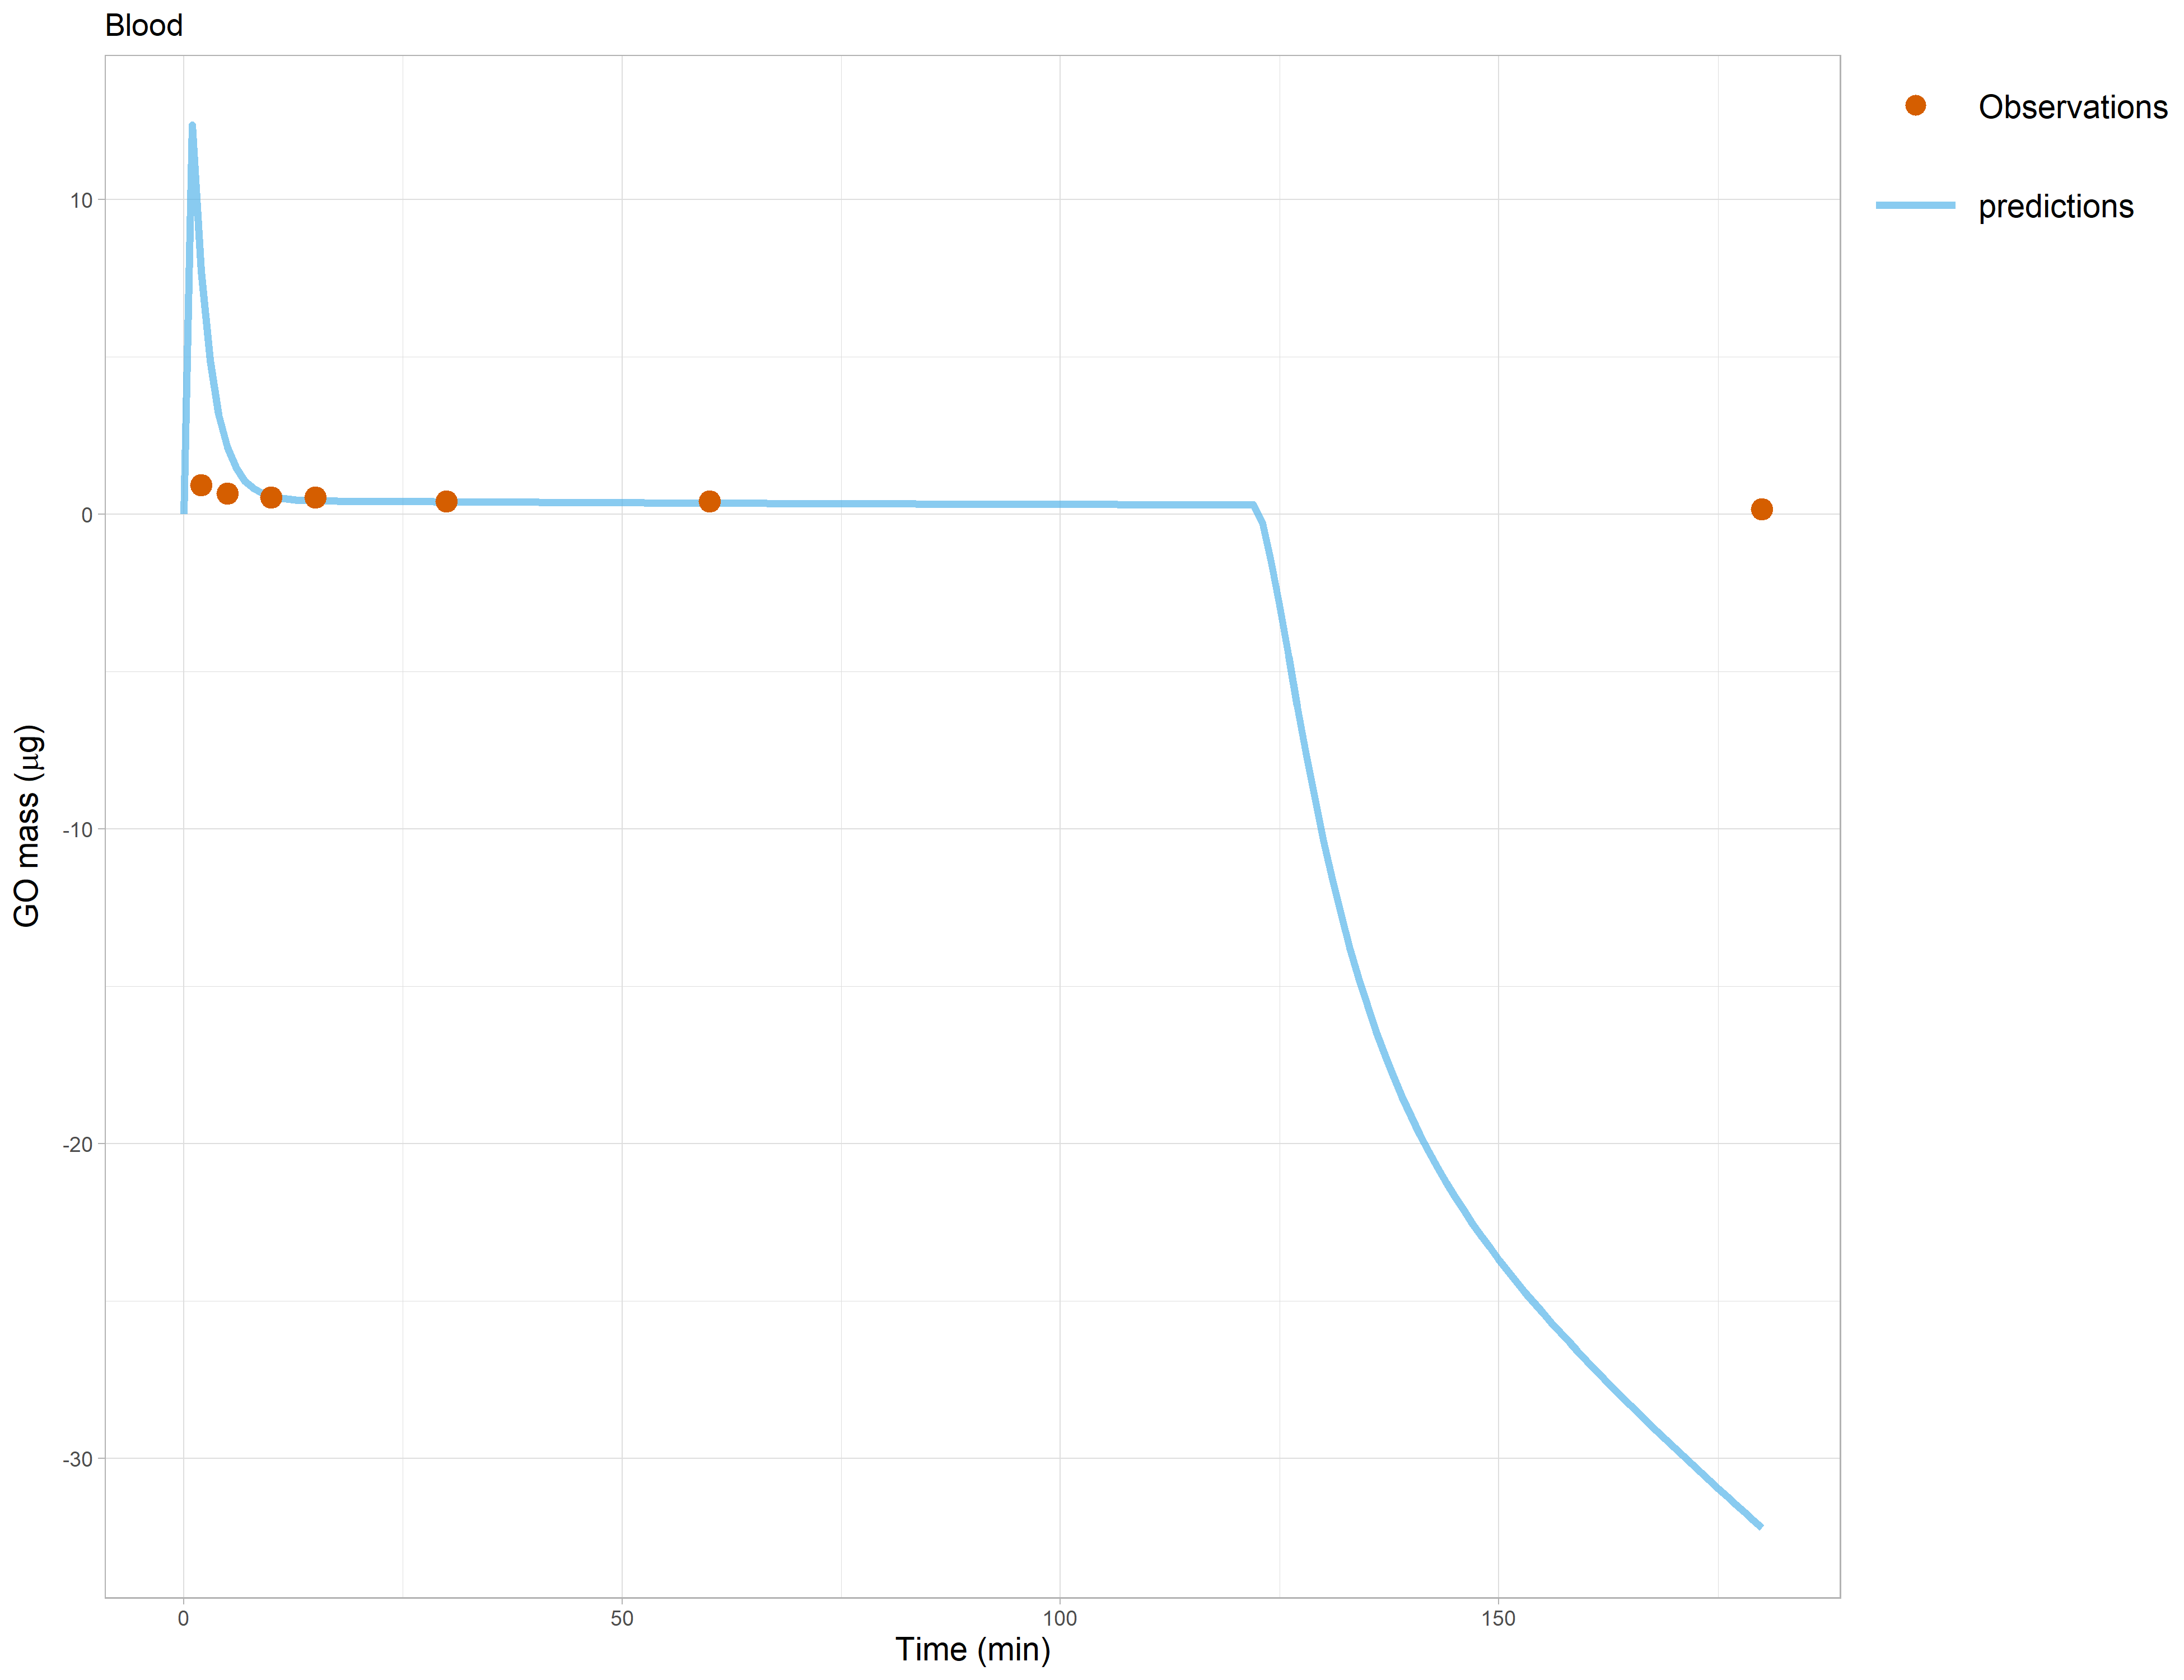 Blood
Observations
predictions
10
0
-10
-20
-30
GO mass (μg)
0 50 100 150
Time (min)